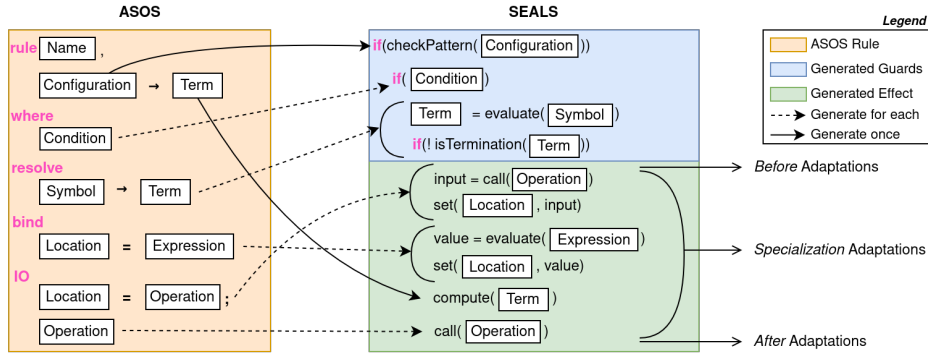 ASOS
SEALS
Legend
rule Name ,
Configuration → Term
where
Condition
resolve
Symbol → Term
bind
Location = Expression
IO
Location = Operation ;
Operation
if(checkPattern( Configuration ))
if( Condition )
Term = evaluate( Symbol )
if(! isTermination( Term ))
input = call( Operation )
set( Location , input)
value = evaluate( Expression )
set( Location , value)
compute( Term )
call( Operation )
ASOS Rule
Generated Guards
Generated Effect
Generate for each
Generate once
Before Adaptations
Specialization Adaptations
After Adaptations